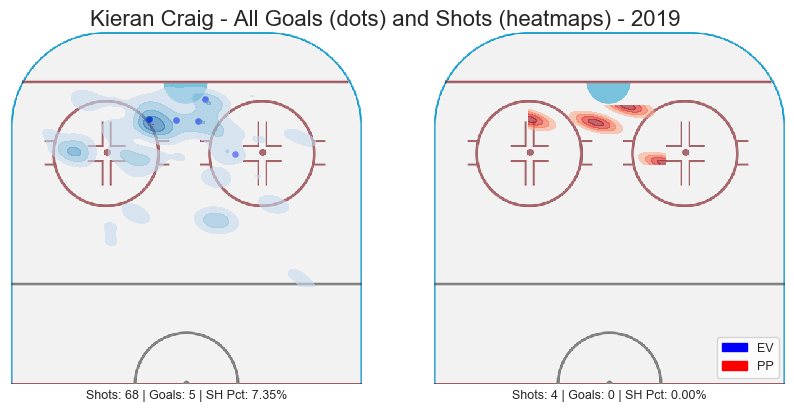 Kieran Craig - All Goals (dots) and Shots (heatmaps) - 2019
EV
PP
Shots: 68 | Goals: 5 | SH Pct: 7.35%
Shots: 4 | Goals: 0 | SH Pct: 0.00%